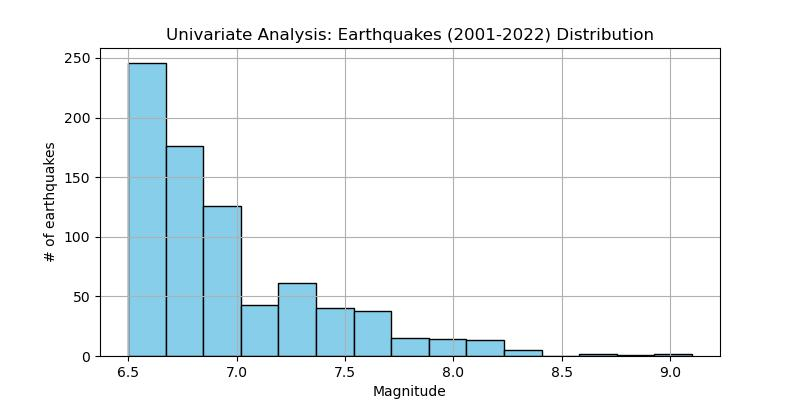 Univariate Analysis: Earthquakes (2001-2022) Distribution
250
200
150
100
50
0
# of earthquakes
6.5 7.0 7.5 8.0 8.5 9.0
Magnitude